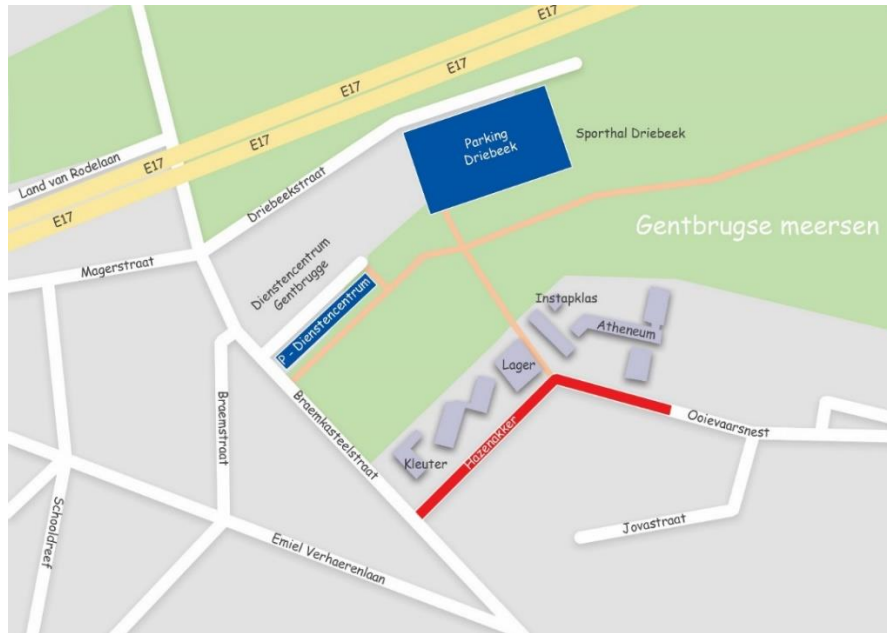 E17
E17
E17
E17
E17
E17
Land van Rodelaan
Parking
Driebeek
Sporthal Driebeek
Driebeekstraat
Gentbrugse meersen
Magerstraat
Dienstencentrum
Gentbrugge
P - Dienstencentrum
Instapklas
Atheneum
Lager
Braemstraat
Braemkasteelstraat
Hazenakker
Ooievaarsnest
Kleuter
Schooldreef
Jovastraat
Emiel Verhaerenlaan